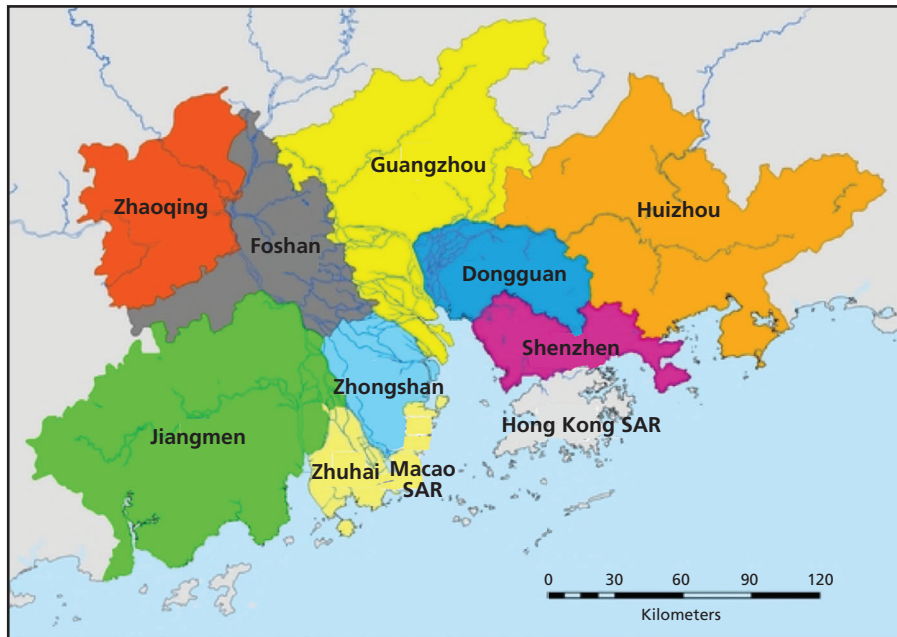 Guangzhou
Zhaoqing
Huizhou
Foshan
Dongguan
Shenzhen
Zhongshan
Hong Kong SAR
Jiangmen
Zhuhai
Macao
SAR
0 30 60 90 120
Kilometers